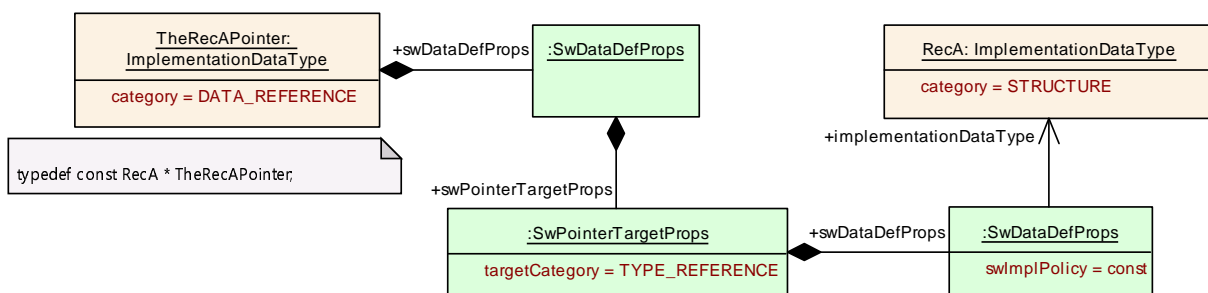 TheRecAPointer:
ImplementationDataType
category = DATA_REFERENCE
+swDataDefProps
:SwDataDefProps
RecA: ImplementationDataType
category = STRUCTURE
+implementationDataType
typedef const RecA * TheRecAPointer;
+swPointerTargetProps
:SwPointerTargetProps
targetCategory = TYPE_REFERENCE
+swDataDefProps
:SwDataDefProps
swImplPolicy = const